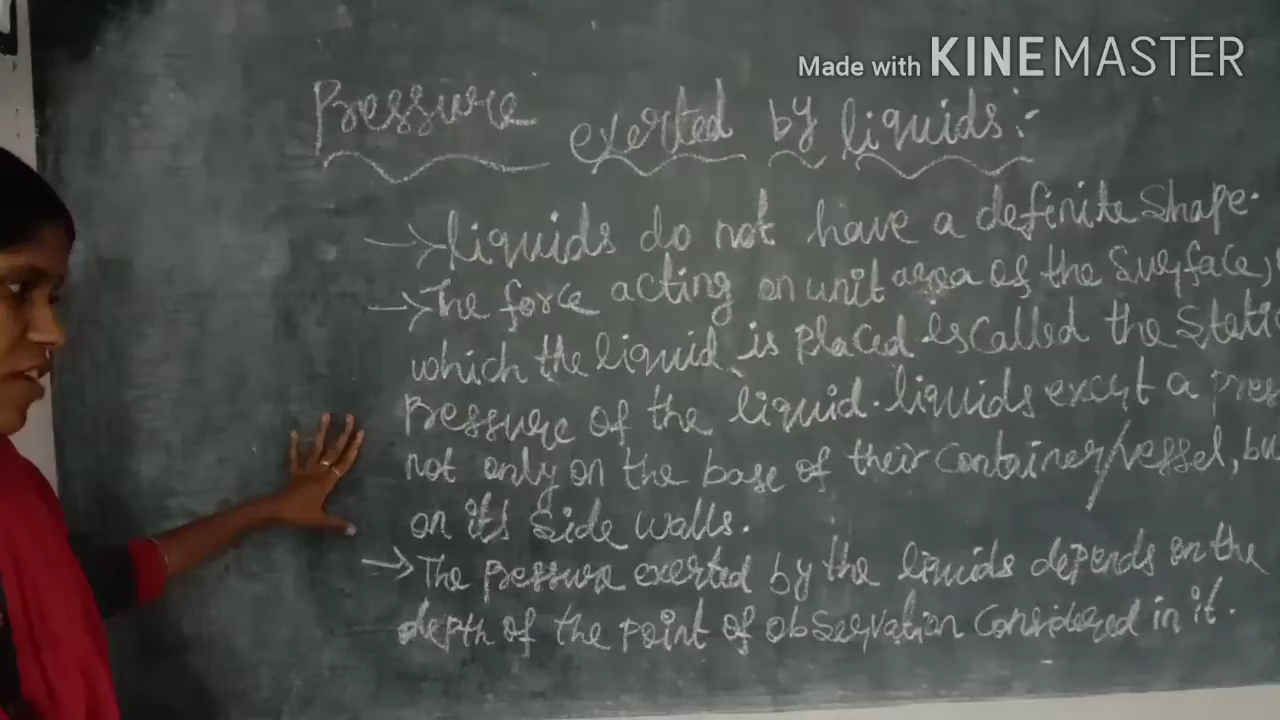 Made with KINEMASTER
Pressure exerted by liquids:-
→ liquids do not have a definite shape.
→ The force acting on unit area of the surface,
which the liquid is placed is called the Static
Pressure of the liquid. liquids exert a pres
not only on the base of their container/vessel, bu
on its side walls.
→ The pressure exerted by the liquids depends on the
depth of the point of observation considered in it.